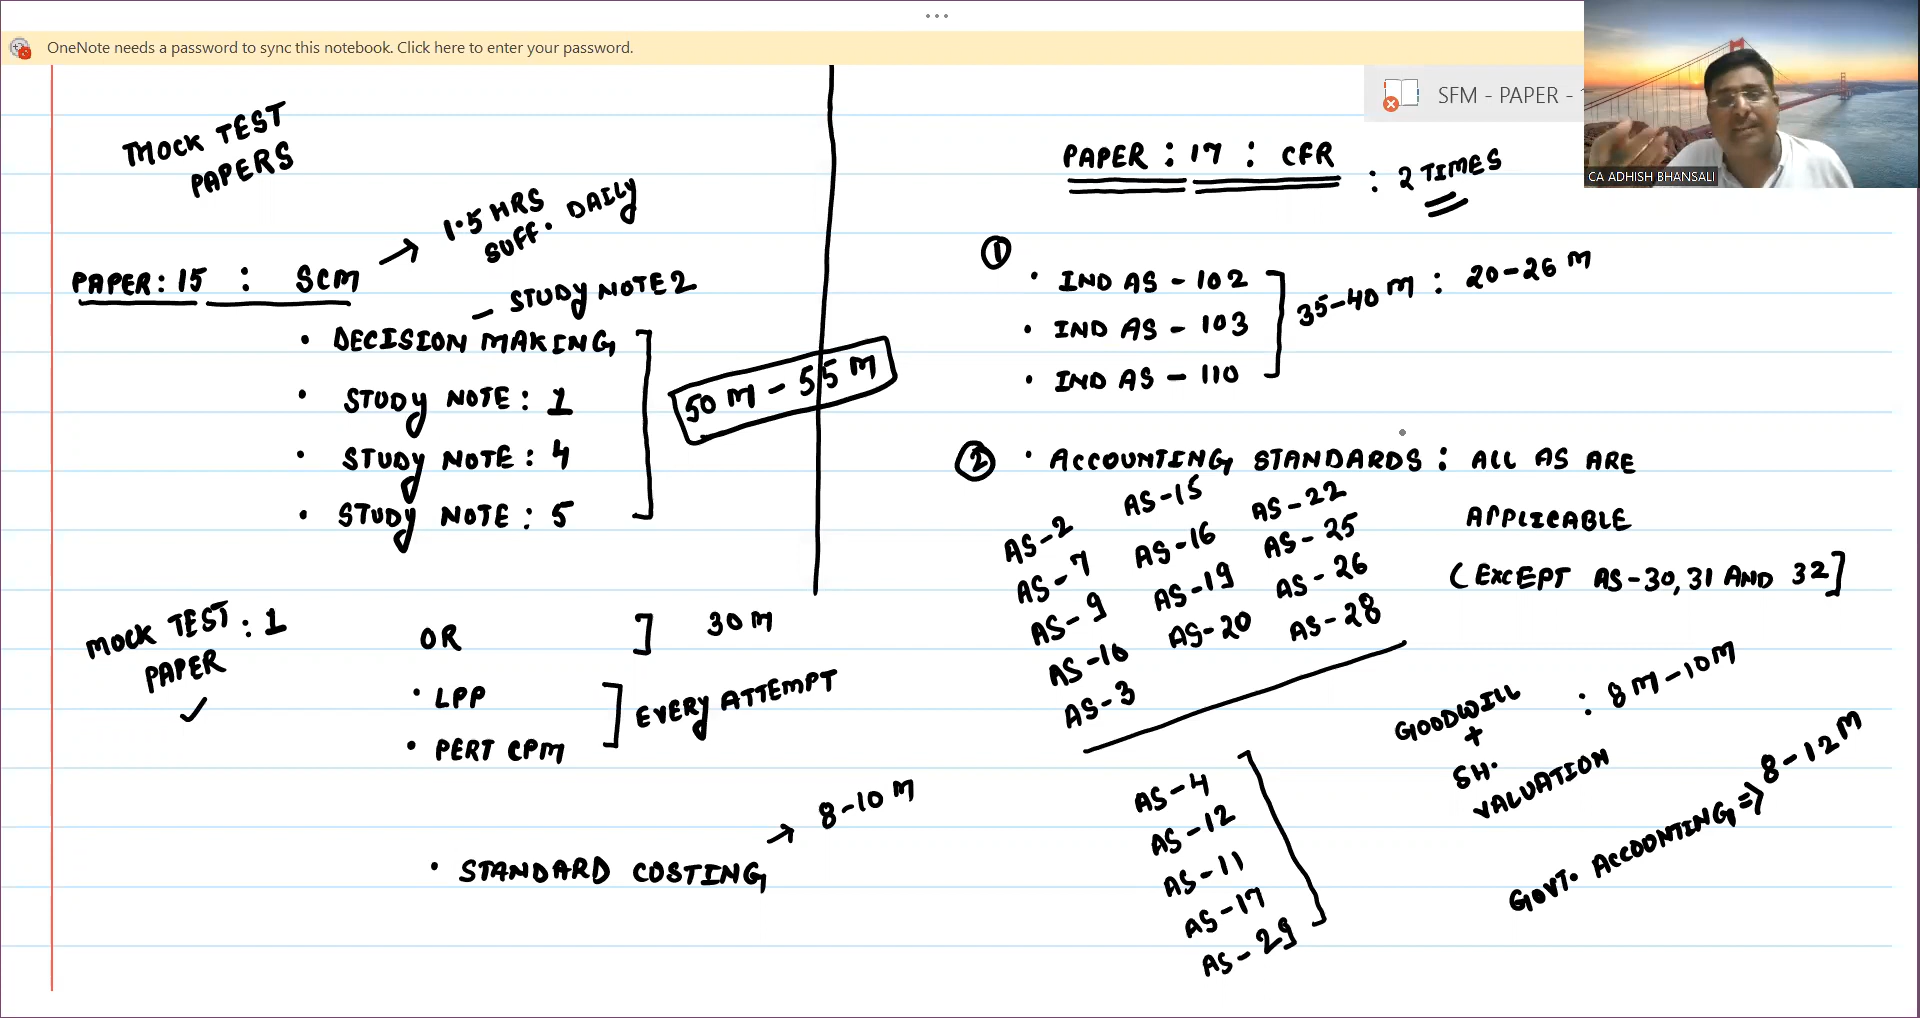 OneNote needs a password to sync this notebook. Click here to enter your password.
SFM - PAPER -
CA ADHISH BHANSALI
MOCK TEST
PAPERS
1.5 HRS
SUFF. DAILY
PAPER: 15 : SCM →
- STUDY NOTE 2
• DECISION MAKING
• STUDY NOTE: 1
• STUDY NOTE: 4
• STUDY NOTE: 5
50 M - 55 M
MOCK TEST: 1
PAPER
✓
OR ] 30 M
• LPP
• PERT CPM
] EVERY ATTEMPT
• STANDARD COSTING → 8-10 M
PAPER : 17 : CFR : 2 TIMES
①
• IND AS - 102
• IND AS - 103
• IND AS - 110
35-40 M : 20-26 M
② • ACCOUNTING STANDARDS : ALL AS ARE
APPLICABLE
(EXCEPT AS-30, 31 AND 32]
AS-2
AS-7
AS-9
AS-10
AS-3
AS-15
AS-16
AS-19
AS-20
AS-22
AS-25
AS-26
AS-28
AS-4
AS-12
AS-11
AS-17
AS-29
GOODWILL
+
SH.
VALUATION
: 8 M - 10 M
GOVT. ACCOONTING => 8-12 M